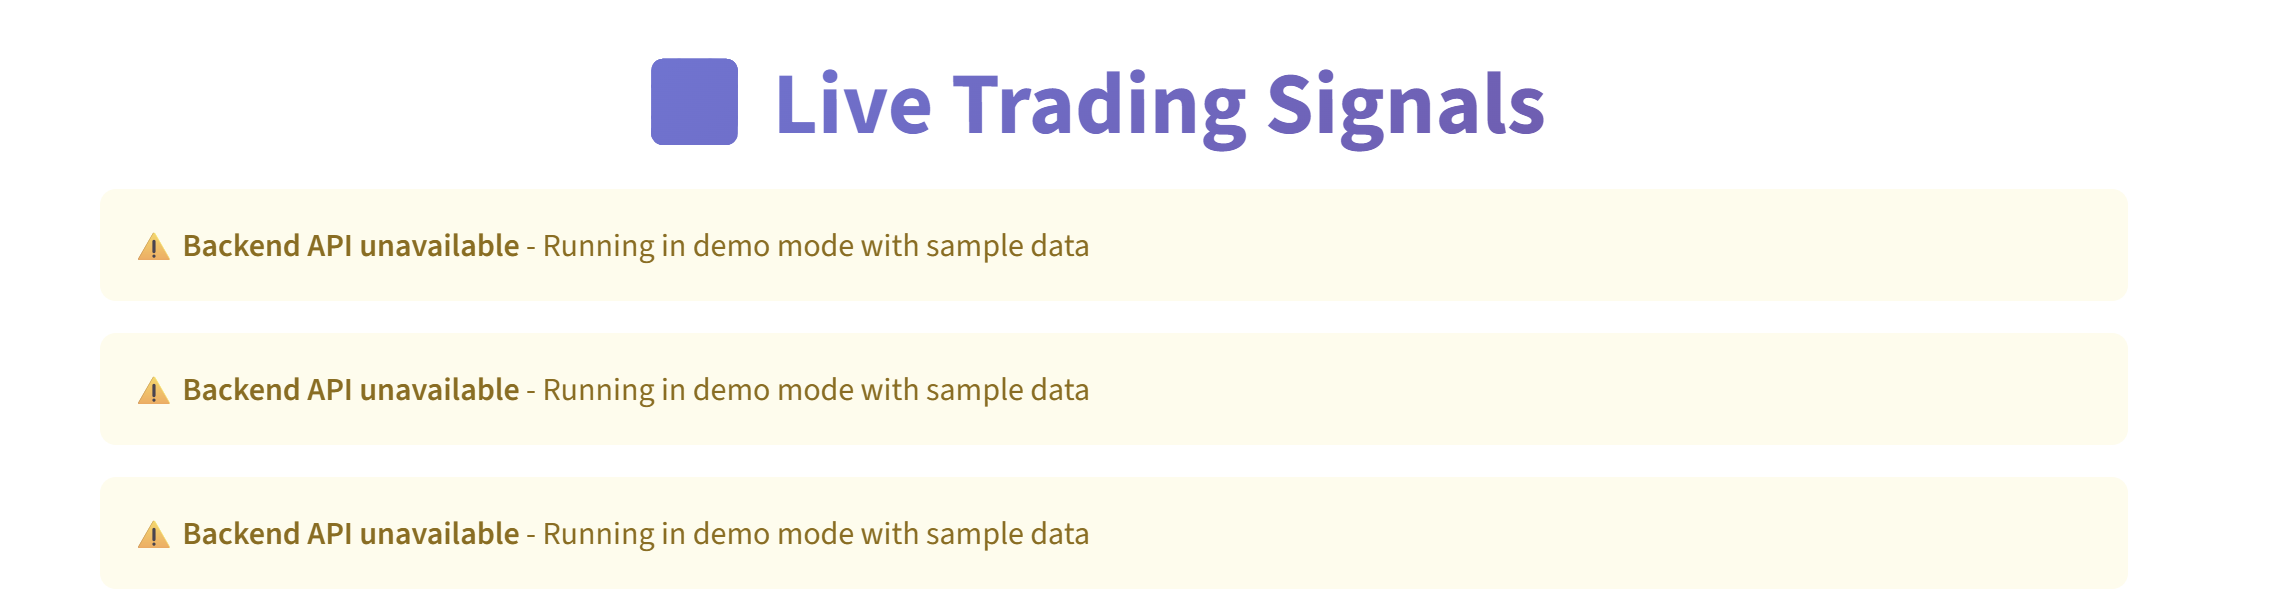 Live Trading Signals
⚠️ Backend API unavailable - Running in demo mode with sample data
⚠️ Backend API unavailable - Running in demo mode with sample data
⚠️ Backend API unavailable - Running in demo mode with sample data